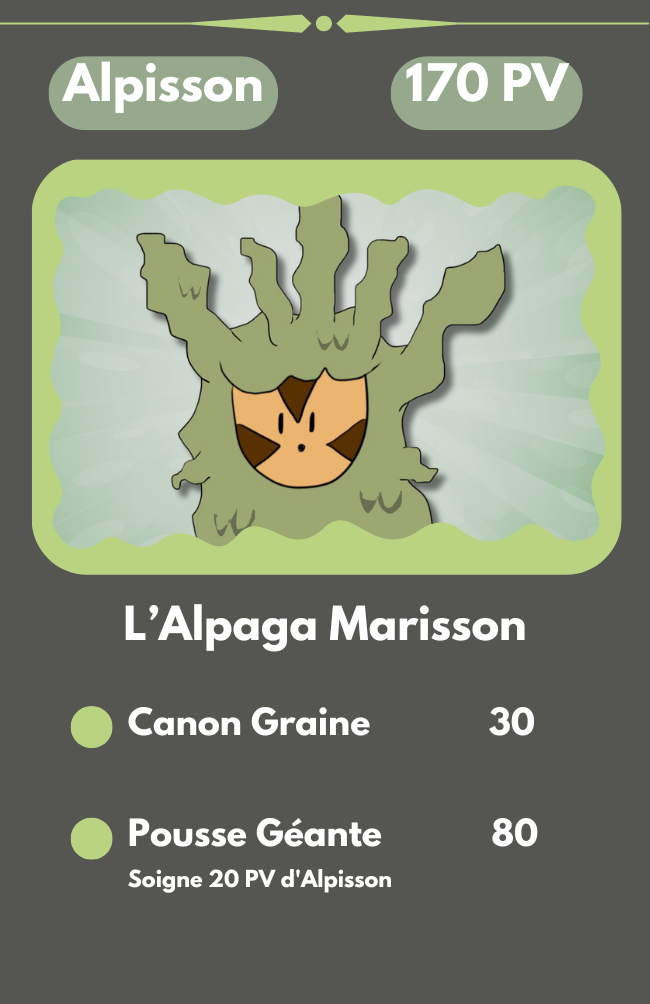 Alpisson
170 PV
L’Alpaga Marisson
Canon Graine 30
Pousse Géante 80
Soigne 20 PV d'Alpisson